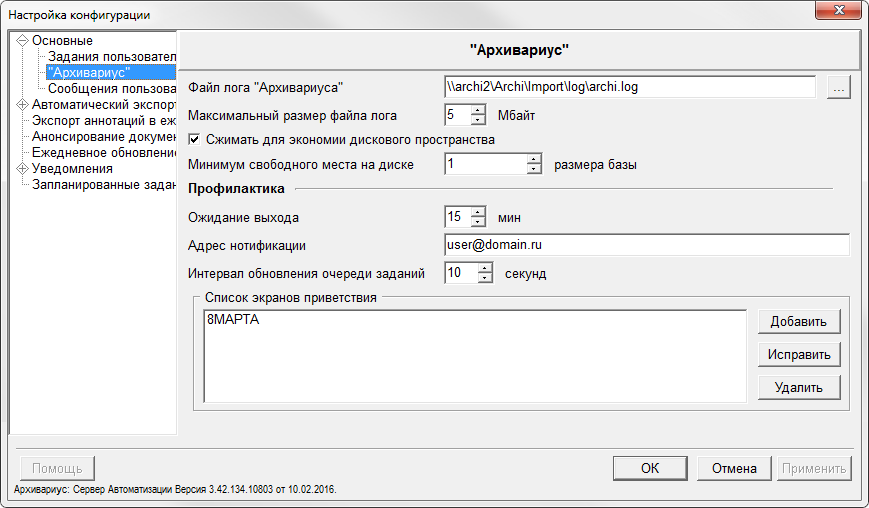 Настройка конфигурации
Основные
Задания пользовател
"Архивариус"
Сообщения пользова
Автоматический экспорт
Экспорт аннотаций в еж
Анонсирование докумен
Ежедневное обновление
Уведомления
Запланированные задан
"Архивариус"
Файл лога "Архивариуса" \\archi2\Archi\Import\log\archi.log ...
Максимальный размер файла лога 5 Мбайт
Сжимать для экономии дискового пространства
Минимум свободного места на диске 1 размера базы
Профилактика
Ожидание выхода 15 мин
Адрес нотификации user@domain.ru
Интервал обновления очереди заданий 10 секунд
Список экранов приветствия
8МАРТА
Добавить
Исправить
Удалить
Помощь OK Отмена Применить
Архивариус: Сервер Автоматизации Версия 3.42.134.10803 от 10.02.2016.